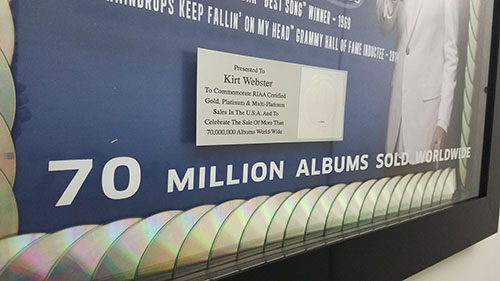 "BEST SONG" WINNER - 1969
"RAINDROPS KEEP FALLIN' ON MY HEAD" GRAMMY HALL OF FAME INDUCTEE - 2014
Presented To
Kirt Webster
To Commemorate RIAA Certified
Gold, Platinum & Multi-Platinum
Sales In The U.S.A. And To
Celebrate The Sale Of More Than
70,000,000 Albums World-Wide
70 MILLION ALBUMS SOLD WORLDWIDE